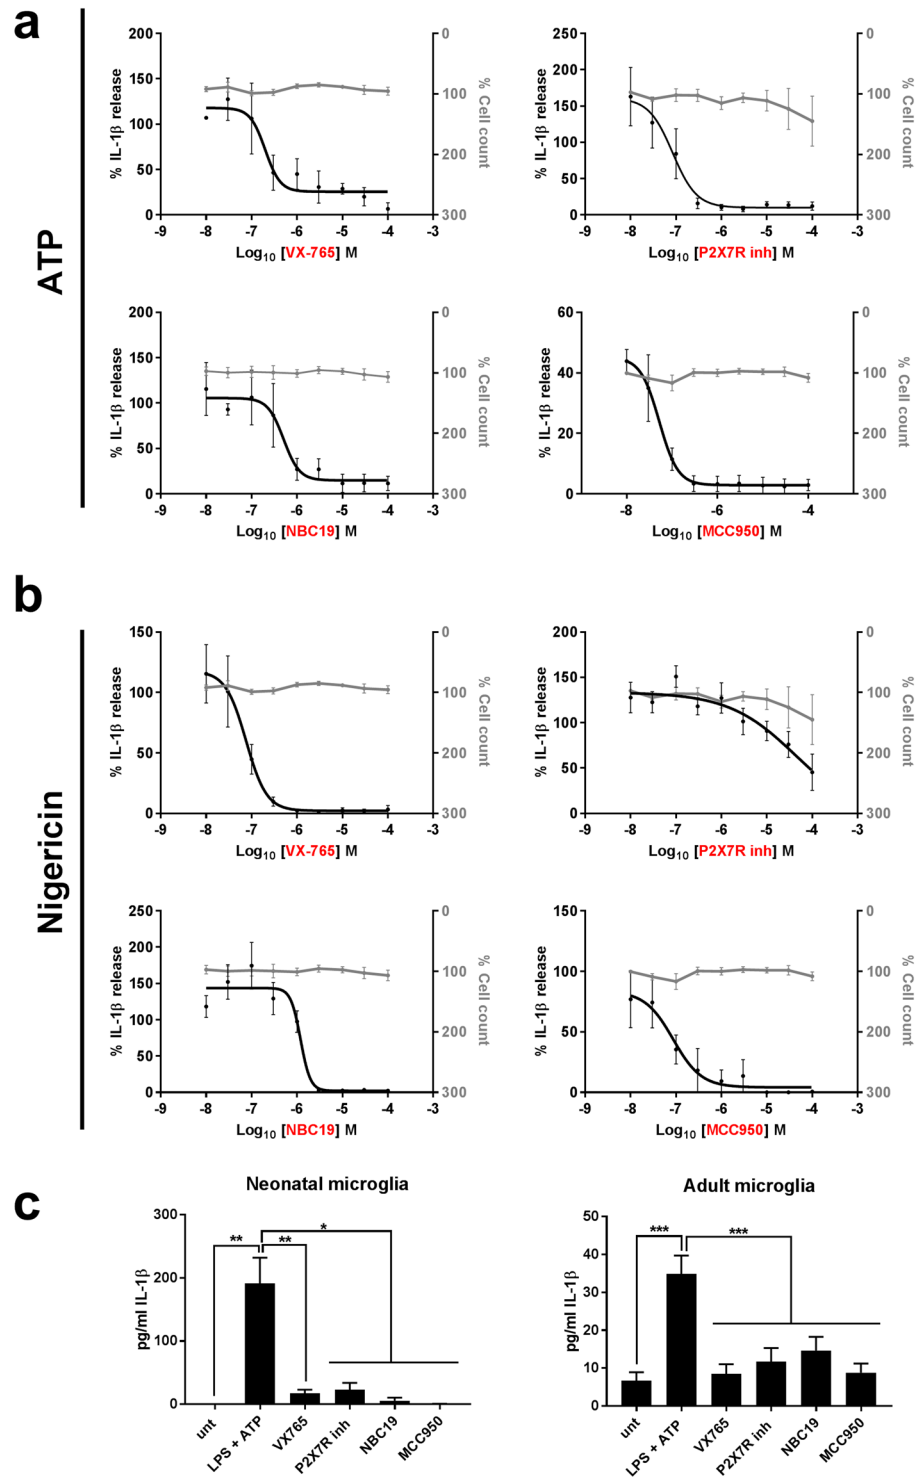 a
ATP
200
150
100
50
0
% IL-1β release
0
100
200
300
% Cell count
-9 -8 -7 -6 -5 -4 -3
Log10 [VX-765] M
250
200
150
100
50
0
% IL-1β release
0
100
200
300
% Cell count
-9 -8 -7 -6 -5 -4 -3
Log10 [P2X7R inh] M
200
150
100
50
0
% IL-1β release
0
100
200
300
% Cell count
-9 -8 -7 -6 -5 -4 -3
Log10 [NBC19] M
60
40
20
0
% IL-1β release
0
100
200
300
% Cell count
-8 -6 -4
Log10 [MCC950] M
b
Nigericin
150
100
50
0
% IL-1β release
0
100
200
300
% Cell count
-9 -8 -7 -6 -5 -4 -3
Log10 [VX-765] M
200
150
100
50
0
% IL-1β release
0
100
200
300
% Cell count
-9 -8 -7 -6 -5 -4 -3
Log10 [P2X7R inh] M
250
200
150
100
50
0
% IL-1β release
0
100
200
300
% Cell count
-9 -8 -7 -6 -5 -4 -3
Log10 [NBC19] M
150
100
50
0
% IL-1β release
0
100
200
300
% Cell count
-9 -8 -7 -6 -5 -4 -3
Log10 [MCC950] M
c
Neonatal microglia
300
200
100
0
pg/ml IL-1β
** ** *
unt LPS + ATP VX765 P2X7R inh NBC19 MCC950
Adult microglia
50
40
30
20
10
0
pg/ml IL-1β
*** ***
unt LPS + ATP VX765 P2X7R inh NBC19 MCC950